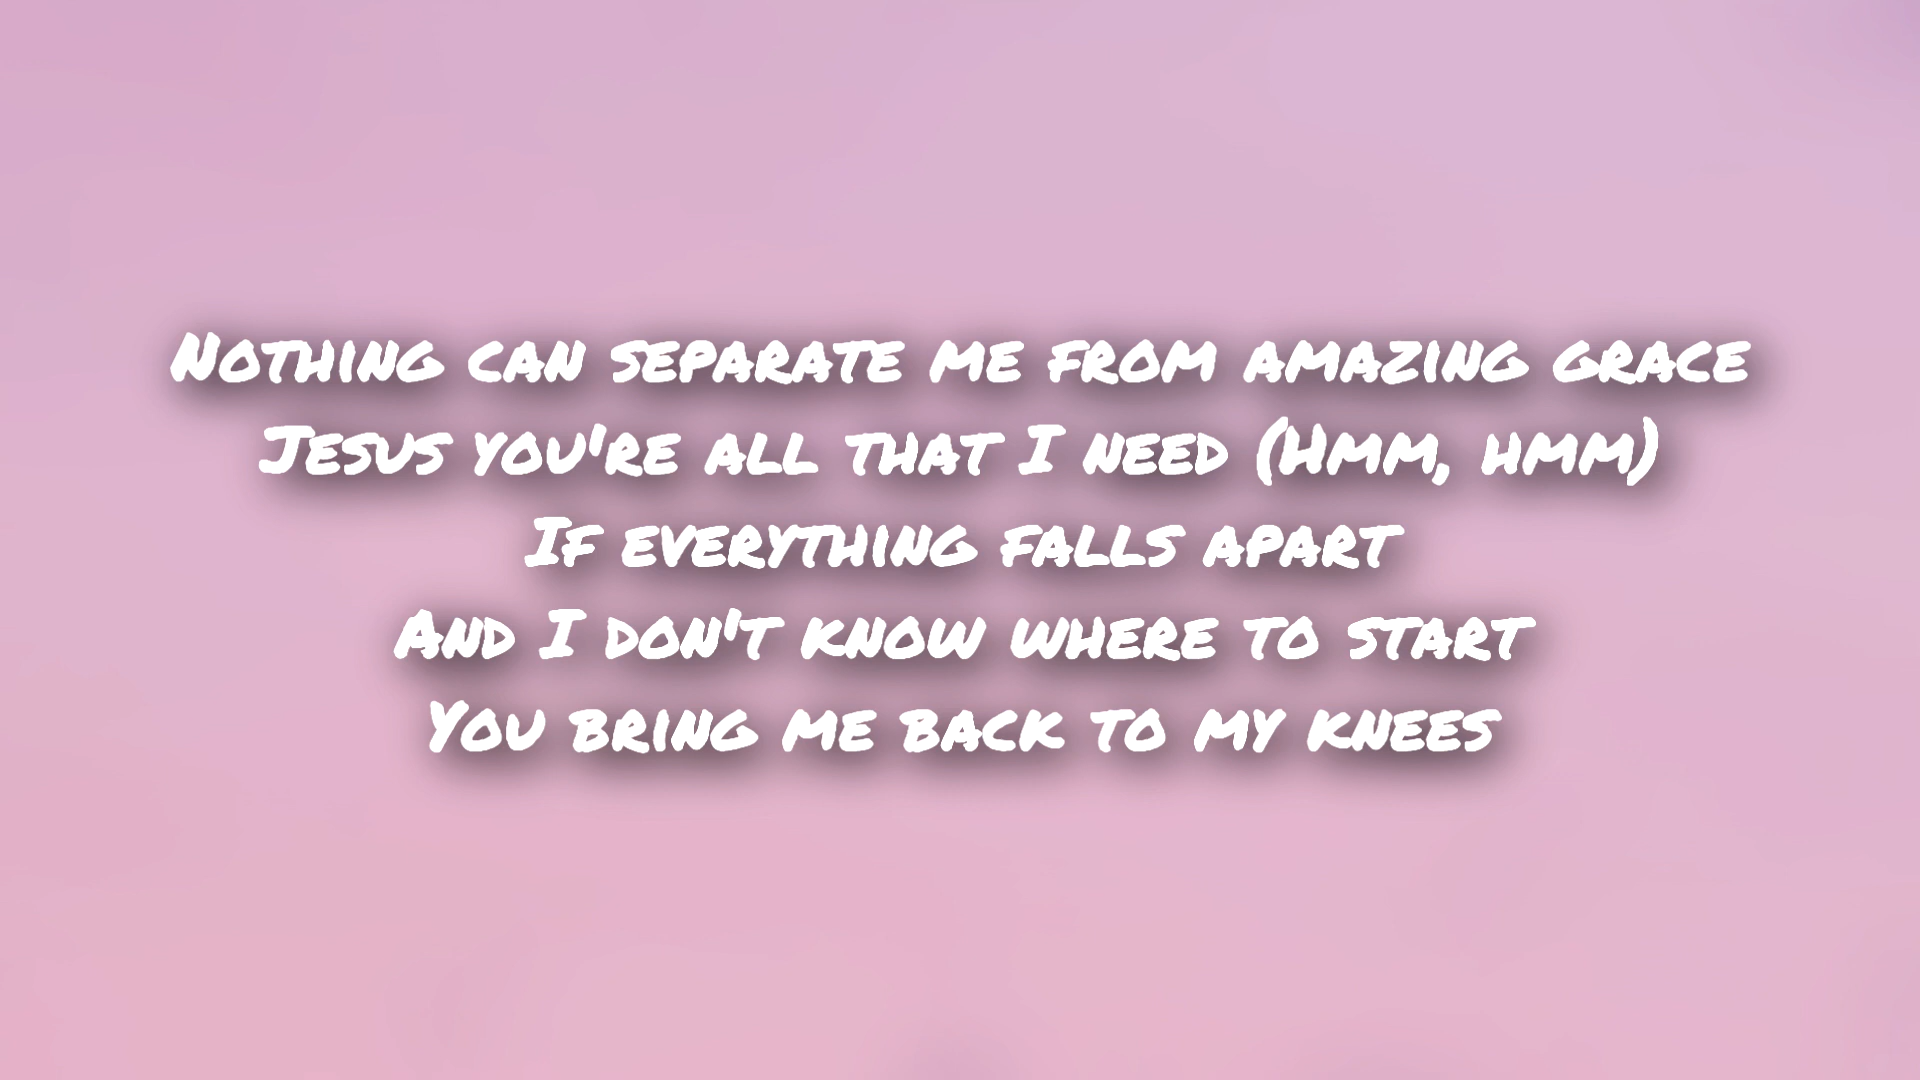 Nothing can separate me from amazing grace
Jesus you're all that I need (Hmm, hmm)
If everything falls apart
And I don't know where to start
You bring me back to my knees